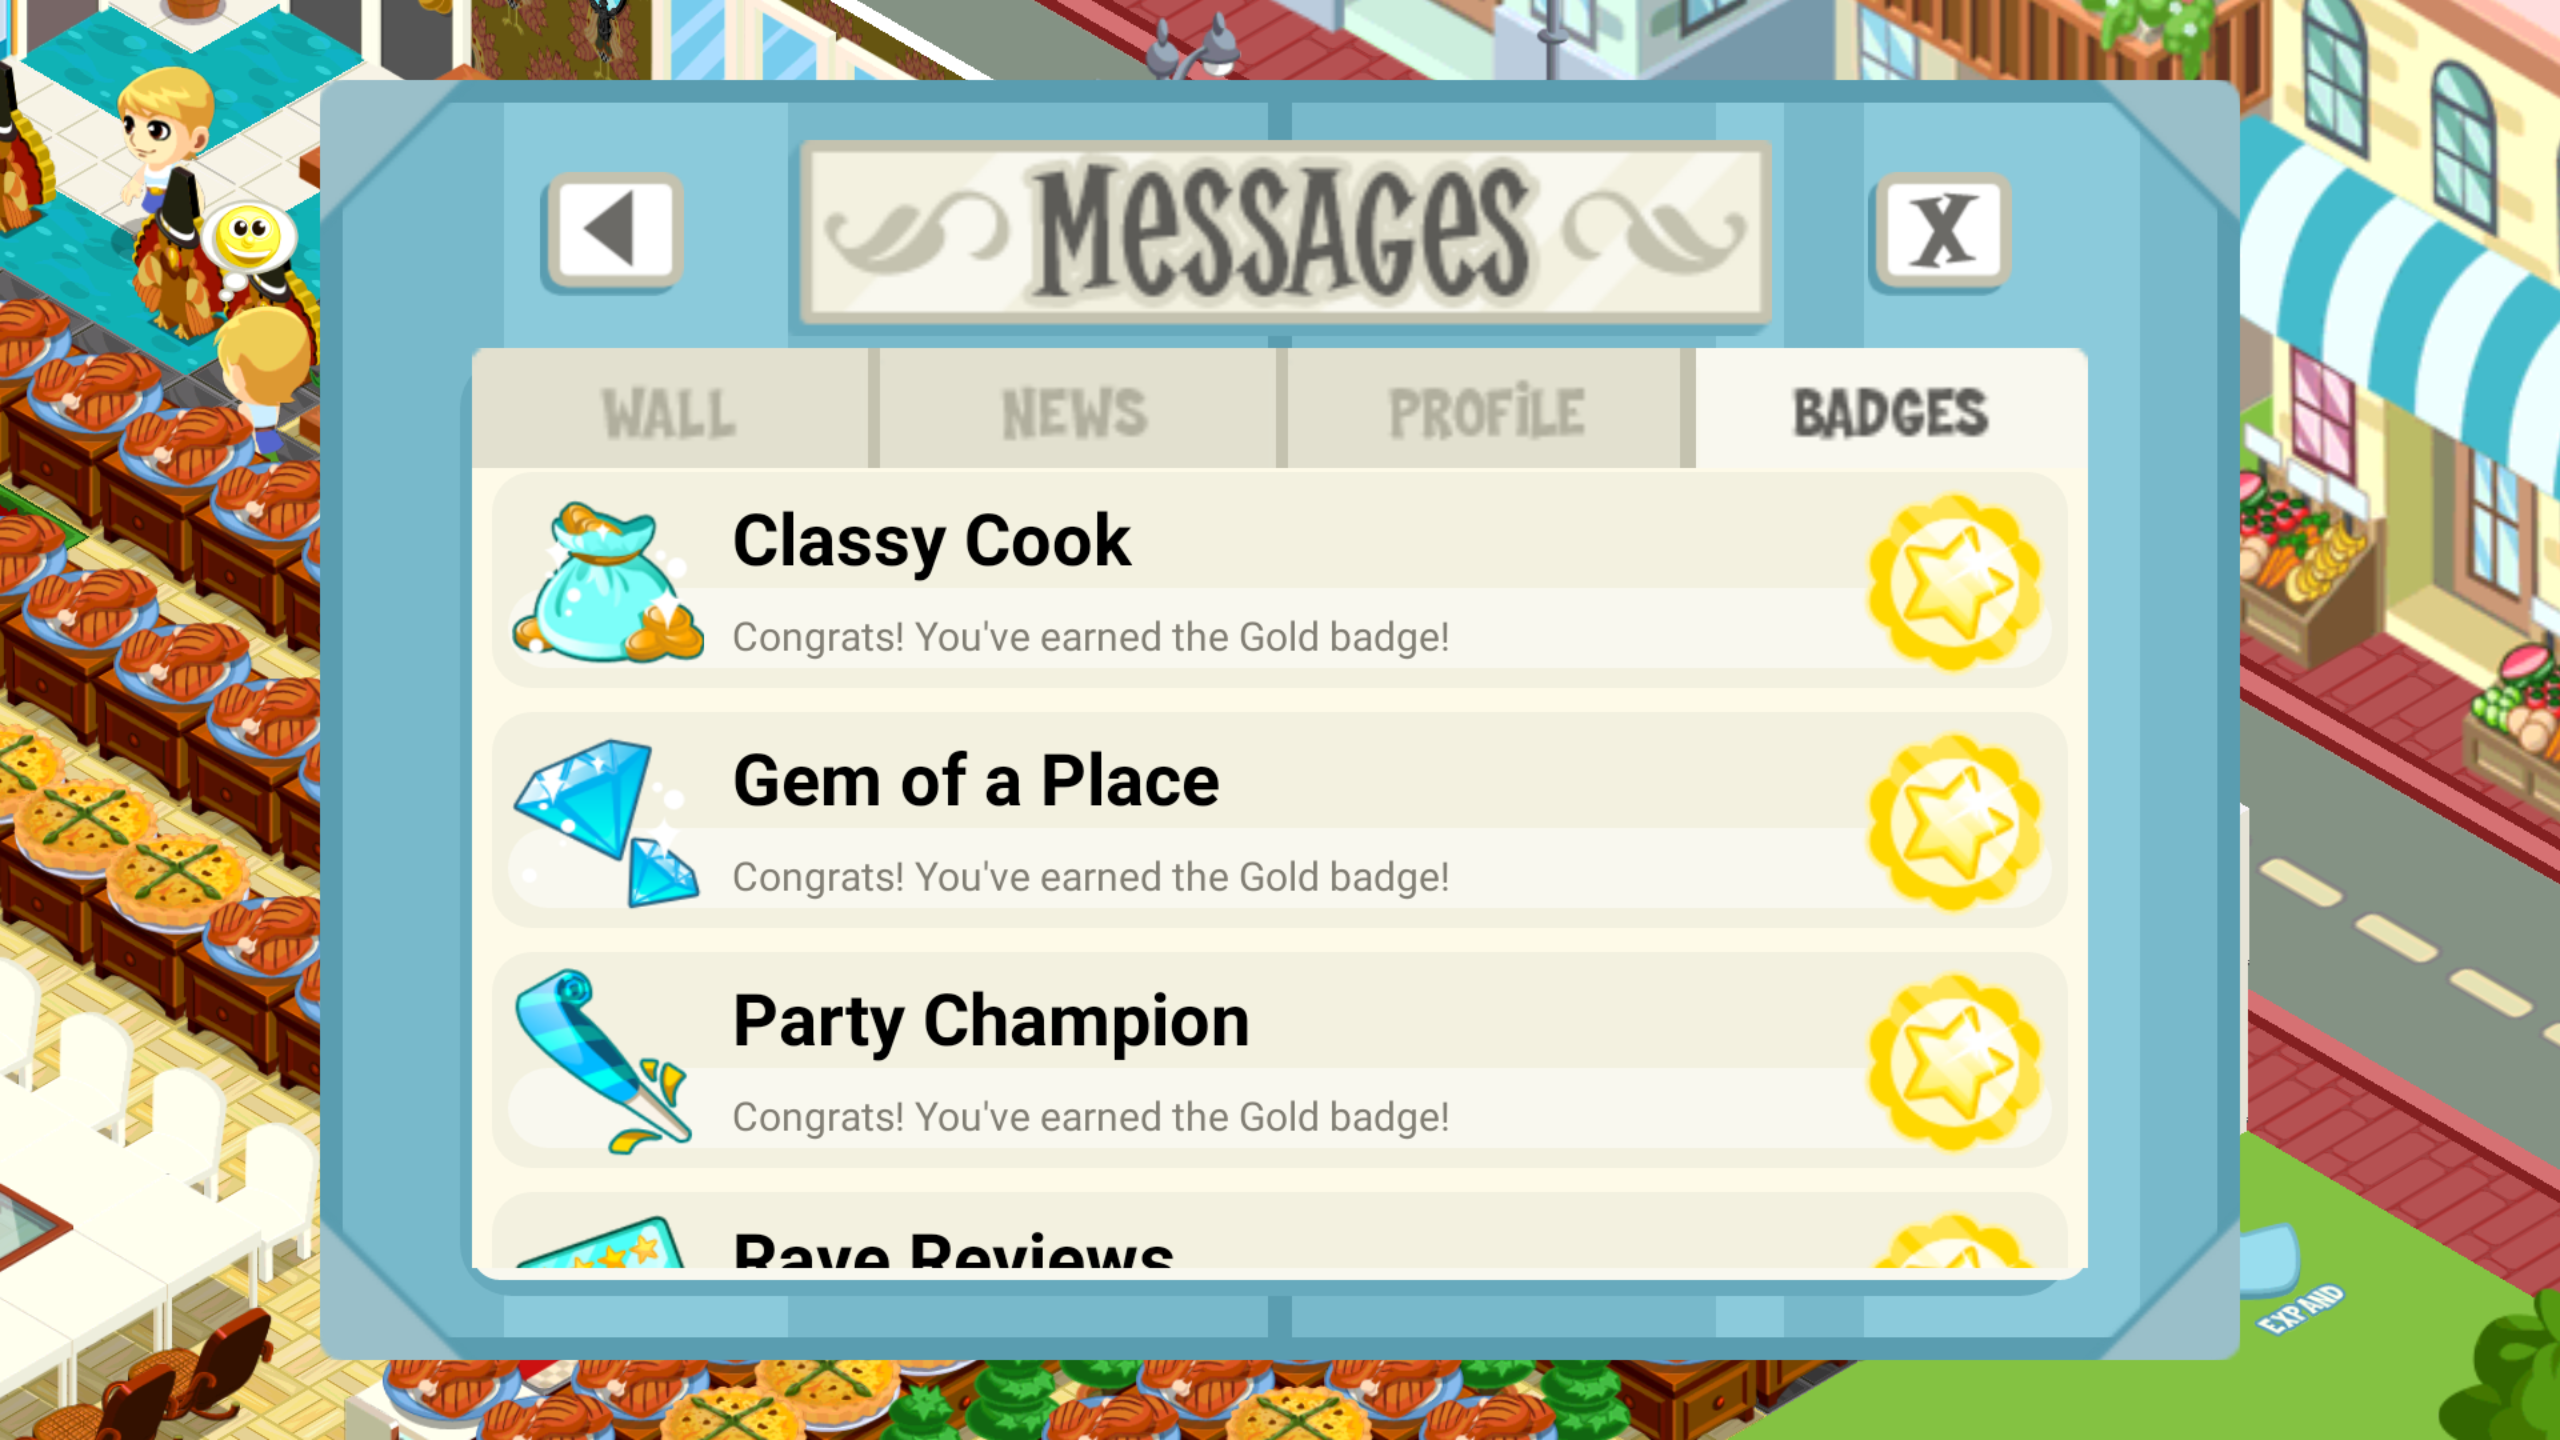 MESSAGES
X
WALL
NEWS
PROFILE
BADGES
Classy Cook
Congrats! You've earned the Gold badge!
Gem of a Place
Congrats! You've earned the Gold badge!
Party Champion
Congrats! You've earned the Gold badge!
Rave Reviews
EXPAND